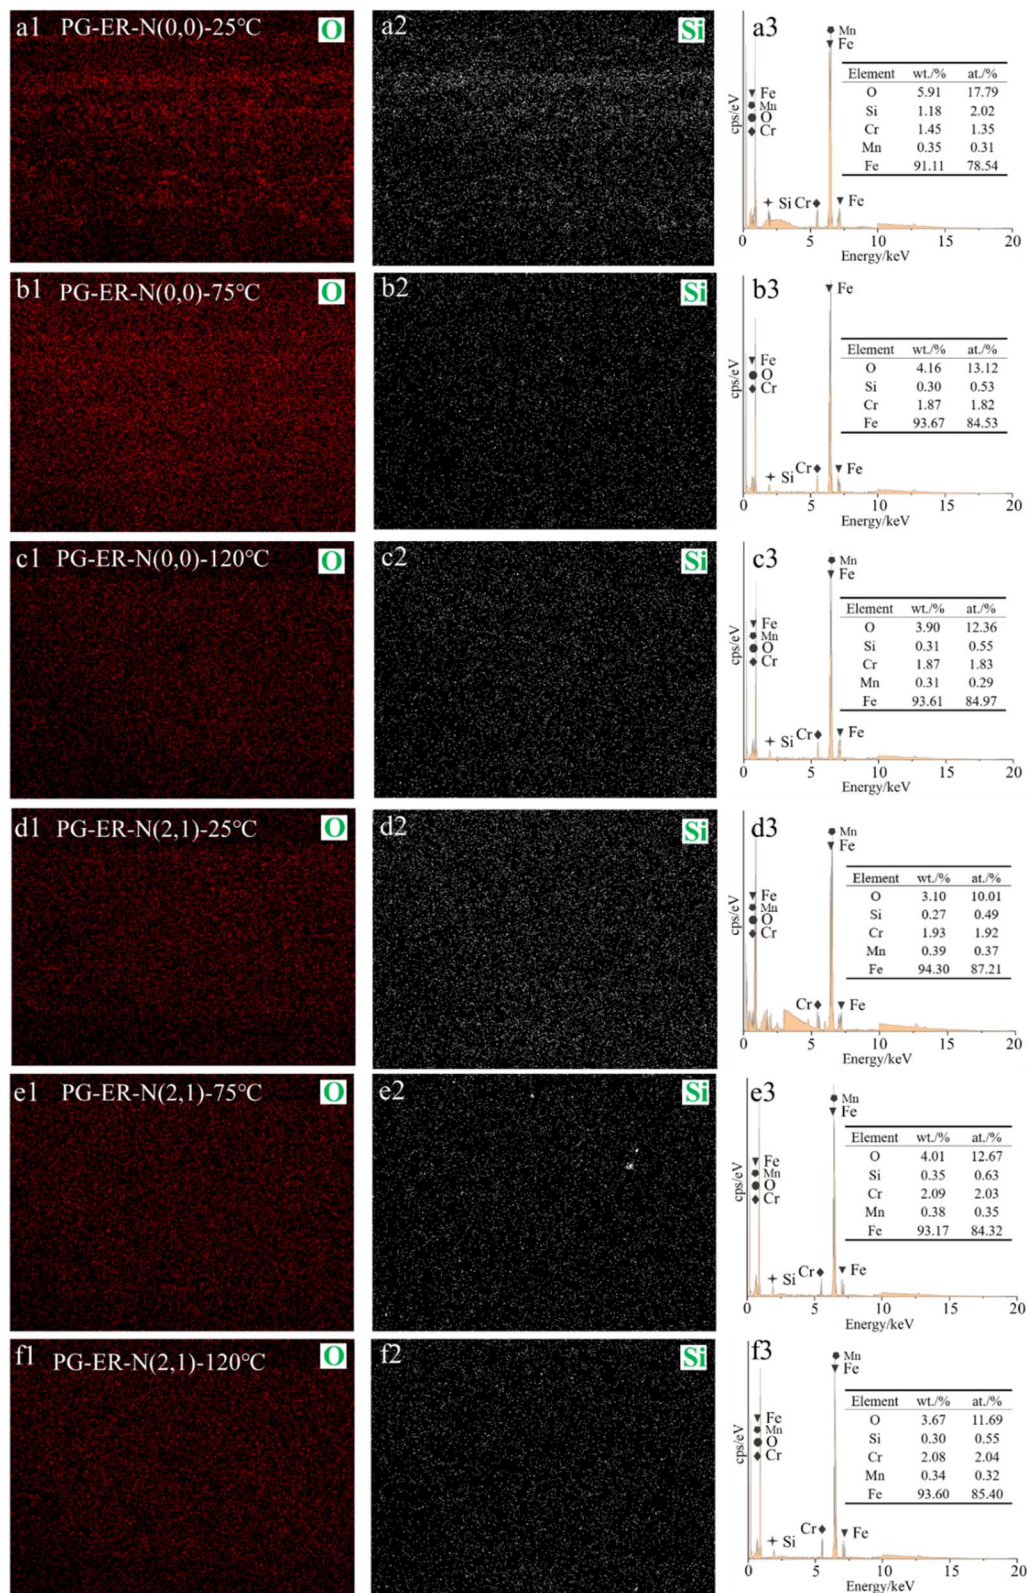 a1 PG-ER-N(0,0)-25℃ O
a2 Si
a3
Mn
Fe
Element wt./% at./%
O 5.91 17.79
Si 1.18 2.02
Cr 1.45 1.35
Mn 0.35 0.31
Fe 91.11 78.54
Fe
Mn
O
Cr
cps/eV
Si Cr Fe
0 5 10 15 20
Energy/keV
b1 PG-ER-N(0,0)-75℃ O
b2 Si
b3
Fe
Element wt./% at./%
O 4.16 13.12
Si 0.30 0.53
Cr 1.87 1.82
Fe 93.67 84.53
Fe
O
Cr
cps/eV
Cr Fe
Si
0 5 10 15 20
Energy/keV
c1 PG-ER-N(0,0)-120℃ O
c2 Si
c3
Mn
Fe
Element wt./% at./%
O 3.90 12.36
Si 0.31 0.55
Cr 1.87 1.83
Mn 0.31 0.29
Fe 93.61 84.97
Fe
Mn
O
Cr
cps/eV
Cr Fe
Si
0 5 10 15 20
Energy/keV
d1 PG-ER-N(2,1)-25℃ O
d2 Si
d3
Mn
Fe
Element wt./% at./%
O 3.10 10.01
Si 0.27 0.49
Cr 1.93 1.92
Mn 0.39 0.37
Fe 94.30 87.21
Fe
Mn
O
Cr
cps/eV
Cr Fe
0 5 10 15 20
Energy/keV
e1 PG-ER-N(2,1)-75℃ O
e2 Si
e3
Mn
Fe
Element wt./% at./%
O 4.01 12.67
Si 0.35 0.63
Cr 2.09 2.03
Mn 0.38 0.35
Fe 93.17 84.32
Fe
Mn
O
Cr
cps/eV
Cr Fe
Si
0 5 10 15 20
Energy/keV
f1 PG-ER-N(2,1)-120℃ O
f2 Si
f3
Mn
Fe
Element wt./% at./%
O 3.67 11.69
Si 0.30 0.55
Cr 2.08 2.04
Mn 0.34 0.32
Fe 93.60 85.40
Fe
Mn
O
Cr
cps/eV
Cr Fe
Si
0 5 10 15 20
Energy/keV